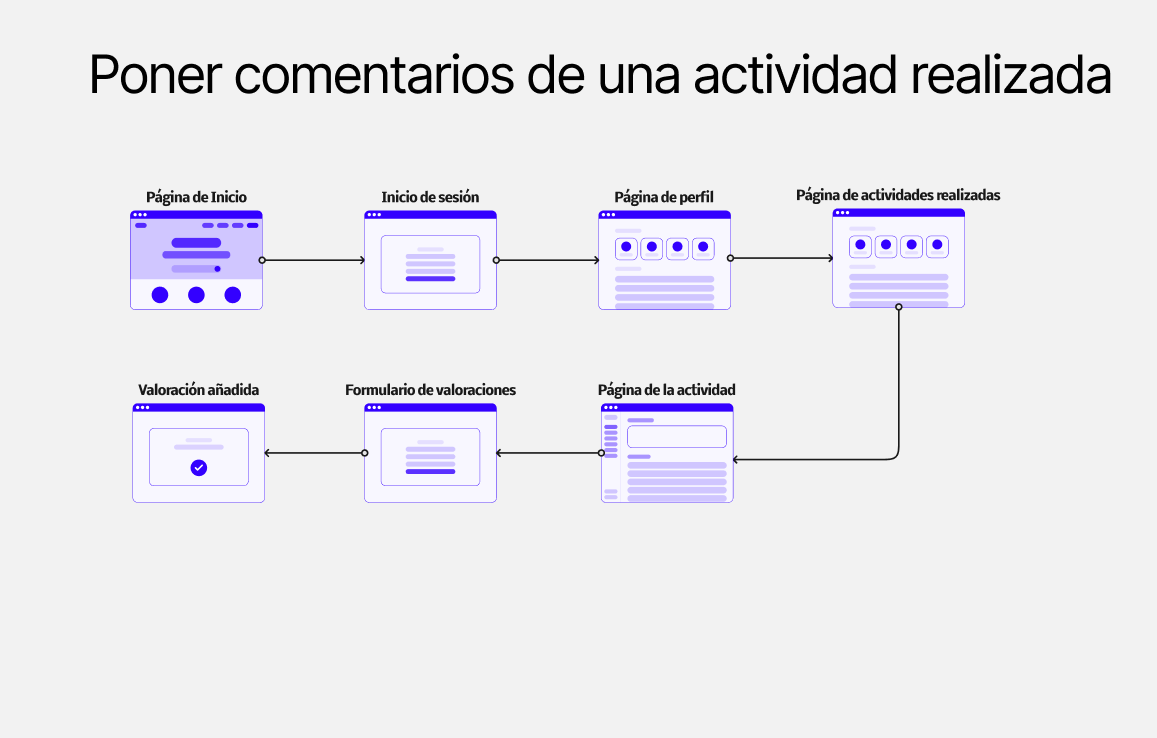 Poner comentarios de una actividad realizada
Página de Inicio
Inicio de sesión
Página de perfil
Página de actividades realizadas
Valoración añadida
Formulario de valoraciones
Página de la actividad